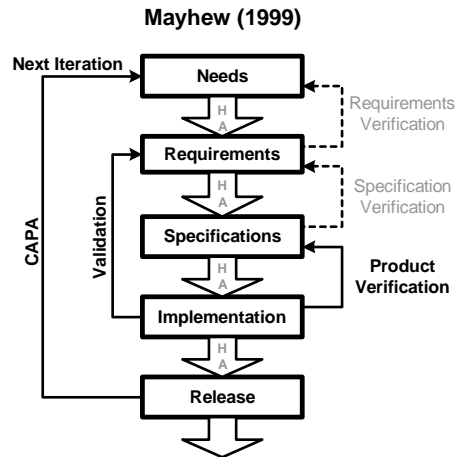 Mayhew (1999)
Next Iteration
Needs
H
A
Requirements
Verification
Requirements
H
A
Specification
Verification
CAPA
Validation
Specifications
H
A
Product
Verification
Implementation
H
A
Release